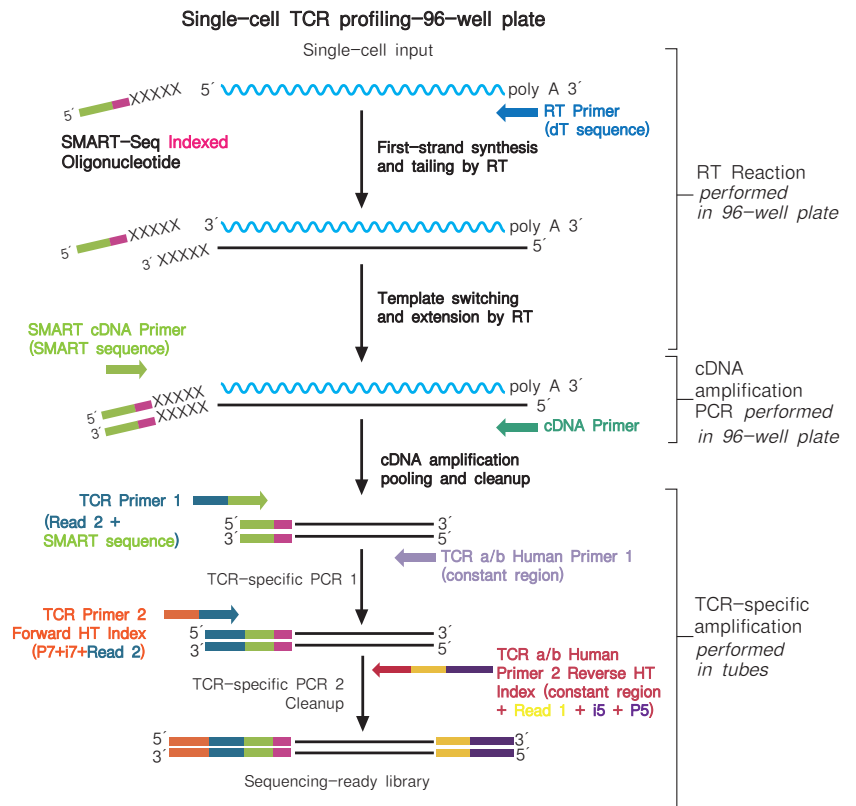 Single-cell TCR profiling-96-well plate
Single-cell input
5´
XXXXX
5´
poly A 3´
RT Primer
(dT sequence)
SMART-Seq Indexed
Oligonucleotide
First-strand synthesis
and tailing by RT
RT Reaction
performed
in 96-well plate
5´
XXXXX
3´
poly A 3´
3´ XXXXX
5´
Template switching
and extension by RT
SMART cDNA Primer
(SMART sequence)
5´
XXXXX
poly A 3´
3´
XXXXX
5´
cDNA Primer
cDNA
amplification
PCR performed
in 96-well plate
cDNA amplification
pooling and cleanup
TCR Primer 1
(Read 2 +
SMART sequence)
5´
3´
3´
5´
TCR a/b Human Primer 1
(constant region)
TCR-specific PCR 1
TCR Primer 2
Forward HT Index
(P7+i7+Read 2)
5´
3´
3´
5´
TCR a/b Human
Primer 2 Reverse HT
Index (constant region
+ Read 1 + i5 + P5)
TCR-specific PCR 2
Cleanup
TCR-specific
amplification
performed
in tubes
5´
3´
3´
5´
Sequencing-ready library